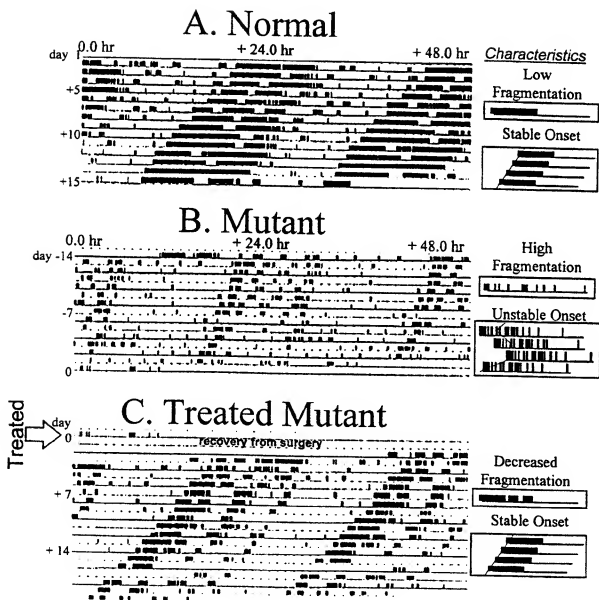 A. Normal
0.0 hr
+ 24.0 hr
+ 48.0 hr
day 1
+5
+10
+15
Characteristics
Low
Fragmentation
Stable Onset
B. Mutant
0.0 hr
+ 24.0 hr
+ 48.0 hr
day -14
-7
0
High
Fragmentation
Unstable Onset
C. Treated Mutant
Treated
day
0
recovery from surgery
+ 7
+ 14
Decreased
Fragmentation
Stable Onset